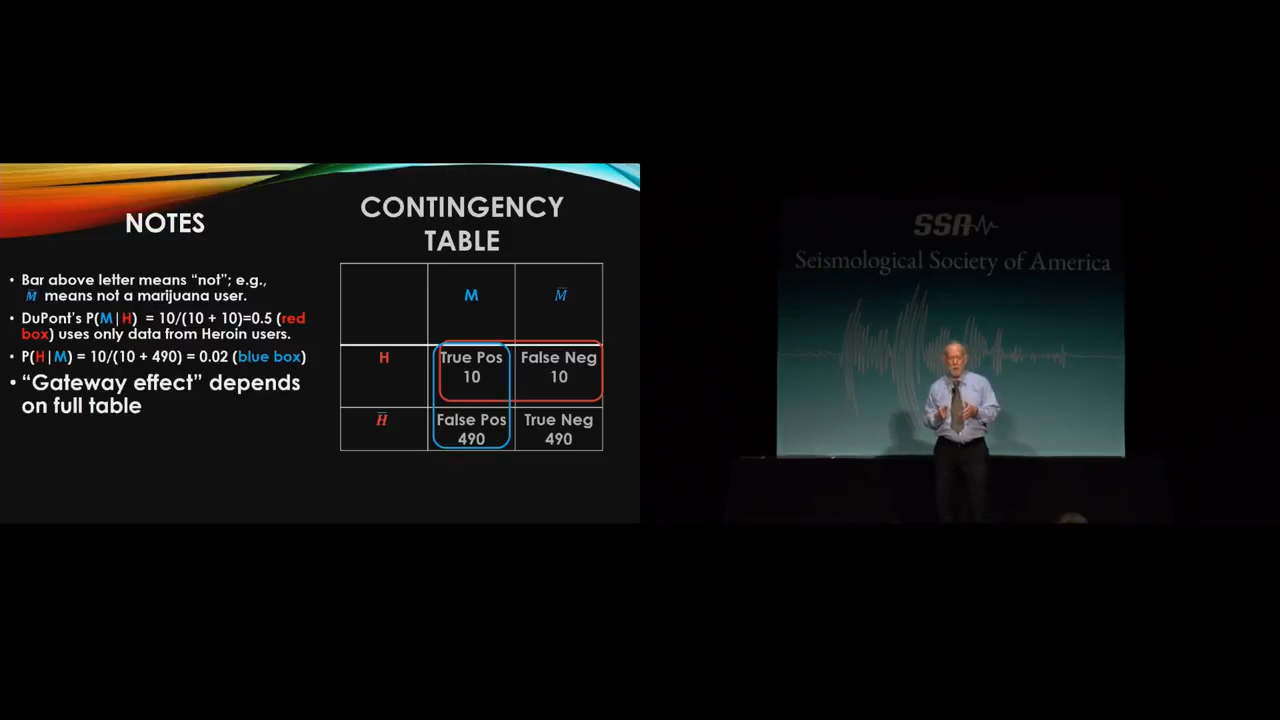 NOTES
• Bar above letter means “not”; e.g.,
M̅ means not a marijuana user.
• DuPont's P(M|H) = 10/(10 + 10)=0.5 (red
box) uses only data from Heroin users.
• P(H|M) = 10/(10 + 490) = 0.02 (blue box)
• “Gateway effect” depends
on full table
CONTINGENCY
TABLE
M M̅
H True Pos False Neg
10 10
H̅ False Pos True Neg
490 490
SSA
Seismological Society of America